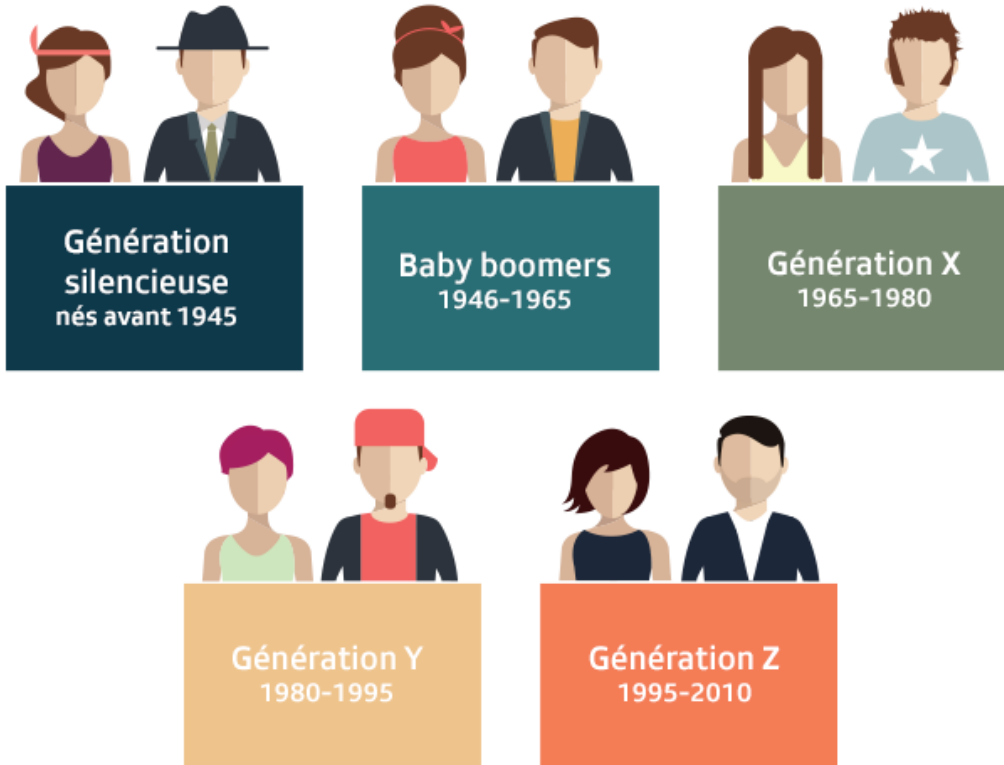 Génération
silencieuse
nés avant 1945
Baby boomers
1946-1965
Génération X
1965-1980
Génération Y
1980-1995
Génération Z
1995-2010